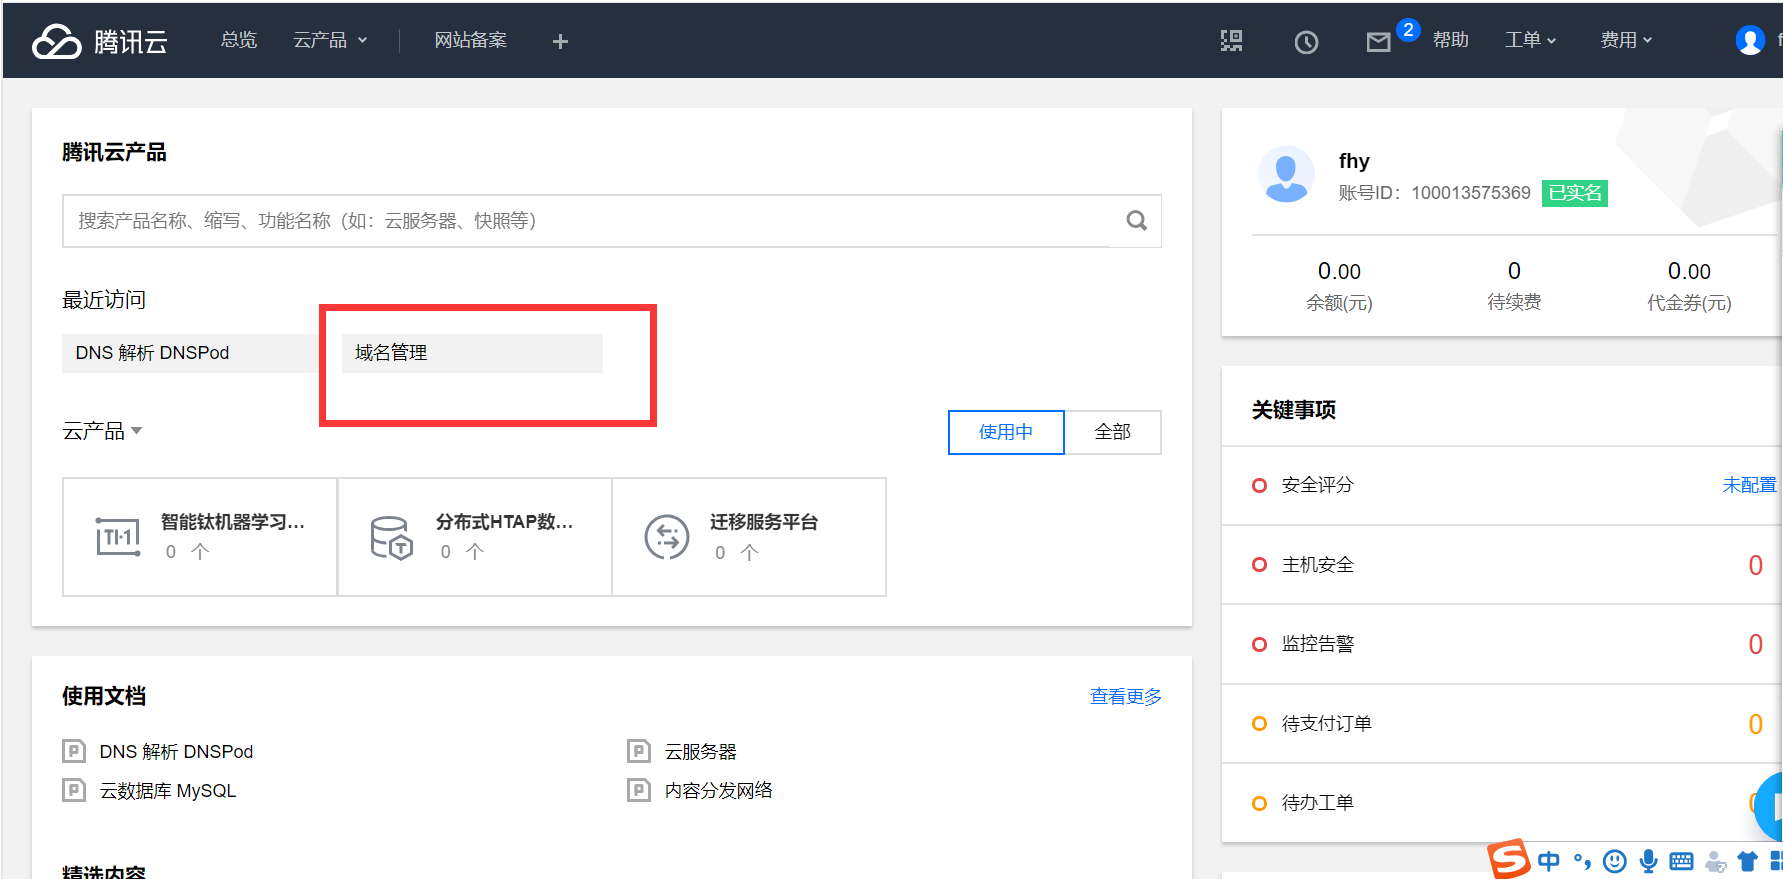 腾讯云 总览 云产品 网站备案 + 2 帮助 工单 费用
腾讯云产品
搜索产品名称、缩写、功能名称（如：云服务器、快照等）
最近访问
DNS 解析 DNSPod 域名管理
云产品 使用中 全部
智能钛机器学习... 分布式HTAP数... 迁移服务平台
0 个 0 个 0 个
使用文档 查看更多
DNS 解析 DNSPod 云服务器
云数据库 MySQL 内容分发网络
精选内容
fhy
账号ID：100013575369 已实名
0.00 0 0.00
余额(元) 待续费 代金券(元)
关键事项
安全评分 未配置
主机安全 0
监控告警 0
待支付订单 0
待办工单
中